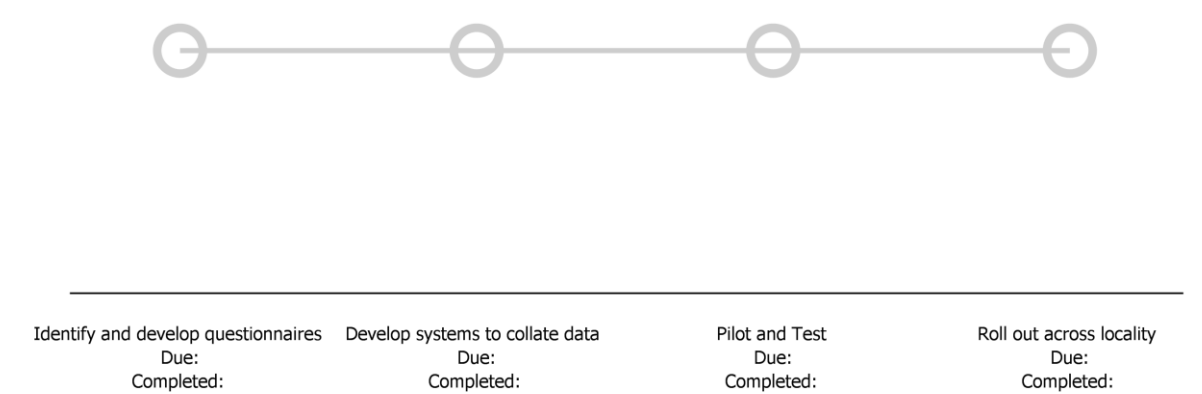 Identify and develop questionnaires
Due:
Completed:
Develop systems to collate data
Due:
Completed:
Pilot and Test
Due:
Completed:
Roll out across locality
Due:
Completed: